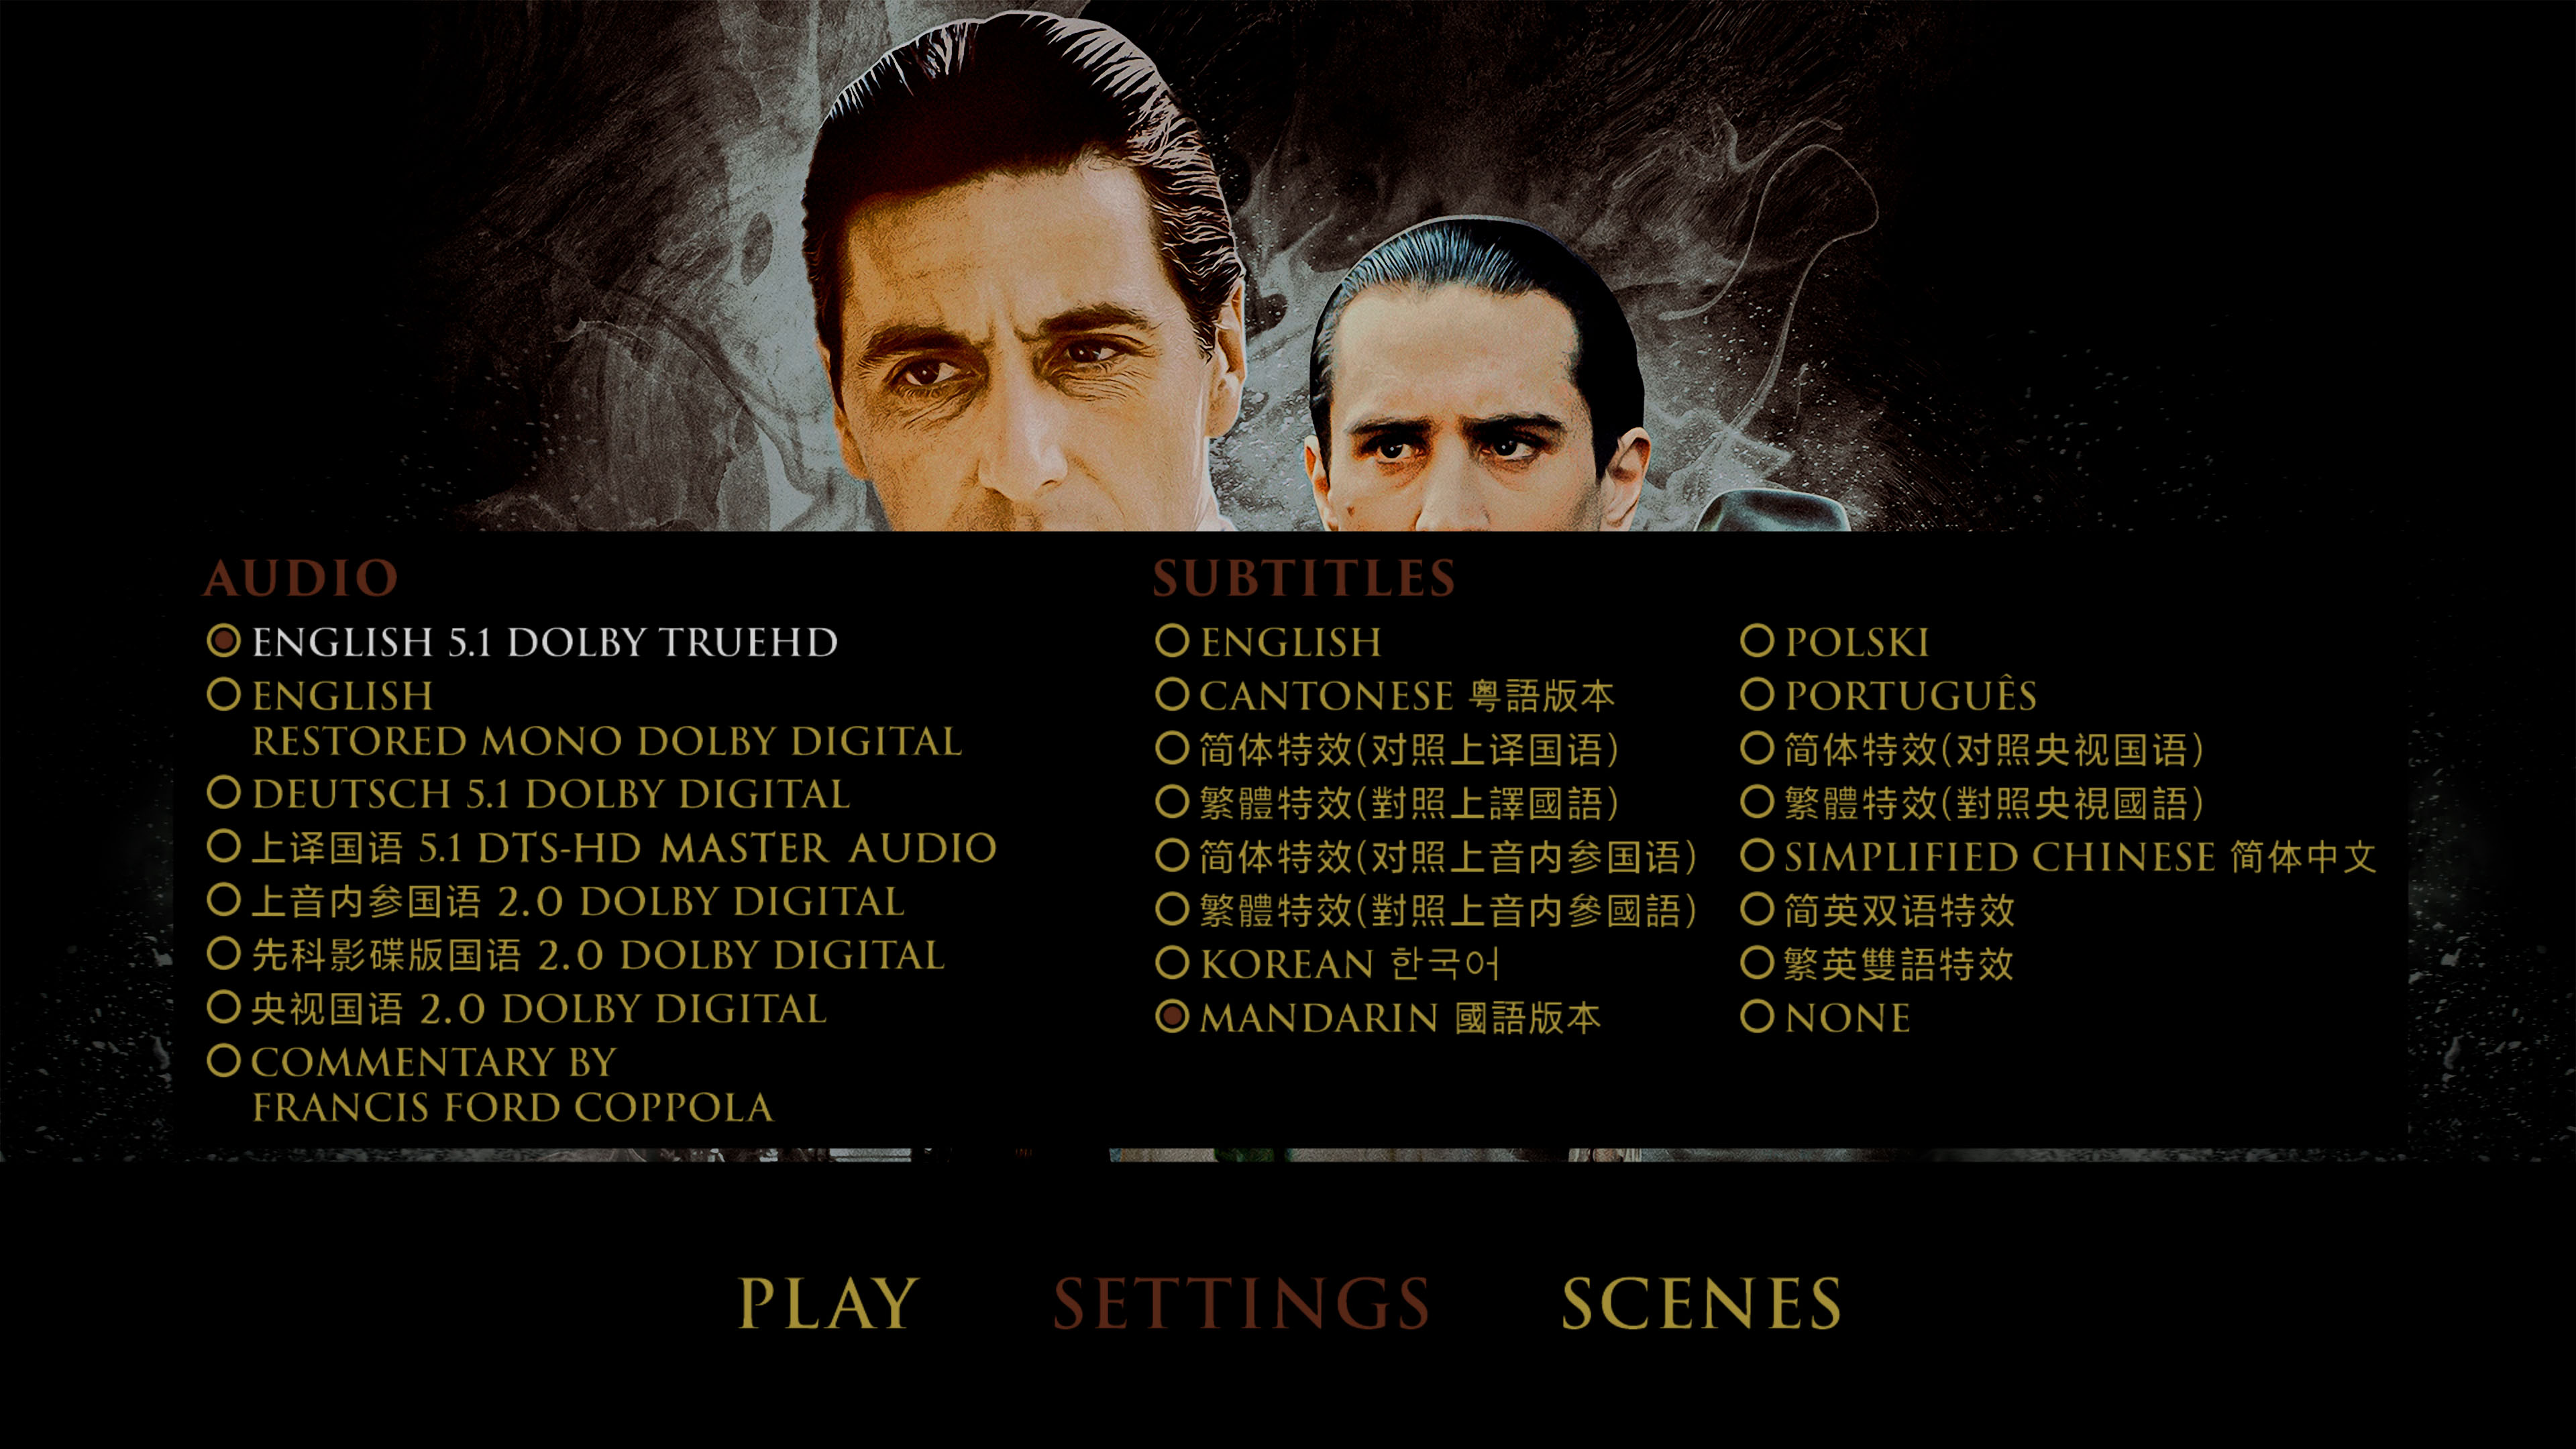 AUDIO
ENGLISH 5.1 DOLBY TRUEHD
ENGLISH
RESTORED MONO DOLBY DIGITAL
DEUTSCH 5.1 DOLBY DIGITAL
上译国语 5.1 DTS-HD MASTER AUDIO
上音内参国语 2.0 DOLBY DIGITAL
先科影碟版国语 2.0 DOLBY DIGITAL
央视国语 2.0 DOLBY DIGITAL
COMMENTARY BY
FRANCIS FORD COPPOLA
SUBTITLES
ENGLISH
CANTONESE 粵語版本
简体特效(对照上译国语)
繁體特效(對照上譯國語)
简体特效(对照上音内参国语)
繁體特效(對照上音内參國語)
KOREAN 한국어
MANDARIN 國語版本
POLSKI
PORTUGUÊS
简体特效(对照央视国语)
繁體特效(對照央視國語)
SIMPLIFIED CHINESE 简体中文
简英双语特效
繁英雙語特效
NONE
PLAY
SETTINGS
SCENES